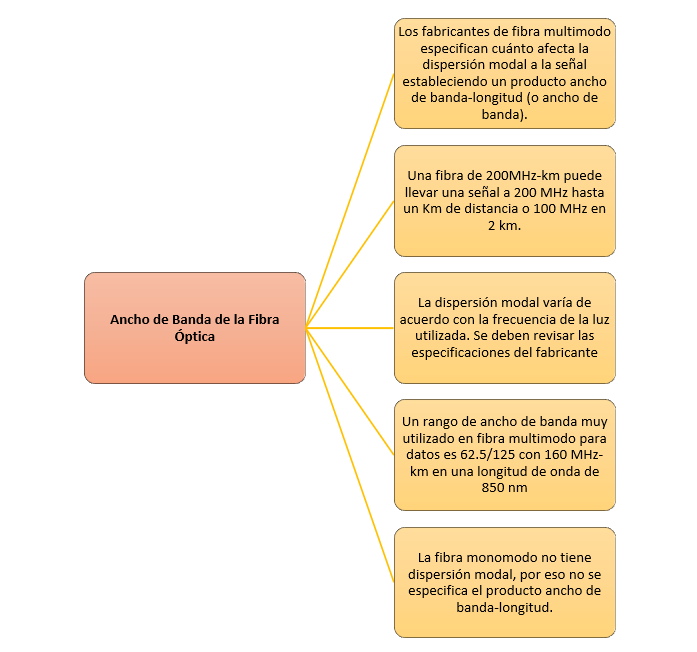 Los fabricantes de fibra multimodo
especifican cuánto afecta la
dispersión modal a la señal
estableciendo un producto ancho
de banda-longitud (o ancho de
banda).
Una fibra de 200MHz-km puede
llevar una señal a 200 MHz hasta
un Km de distancia o 100 MHz en
2 km.
Ancho de Banda de la Fibra
Óptica
La dispersión modal varía de
acuerdo con la frecuencia de la luz
utilizada. Se deben revisar las
especificaciones del fabricante
Un rango de ancho de banda muy
utilizado en fibra multimodo para
datos es 62.5/125 con 160 MHz-
km en una longitud de onda de
850 nm
La fibra monomodo no tiene
dispersión modal, por eso no se
especifica el producto ancho de
banda-longitud.